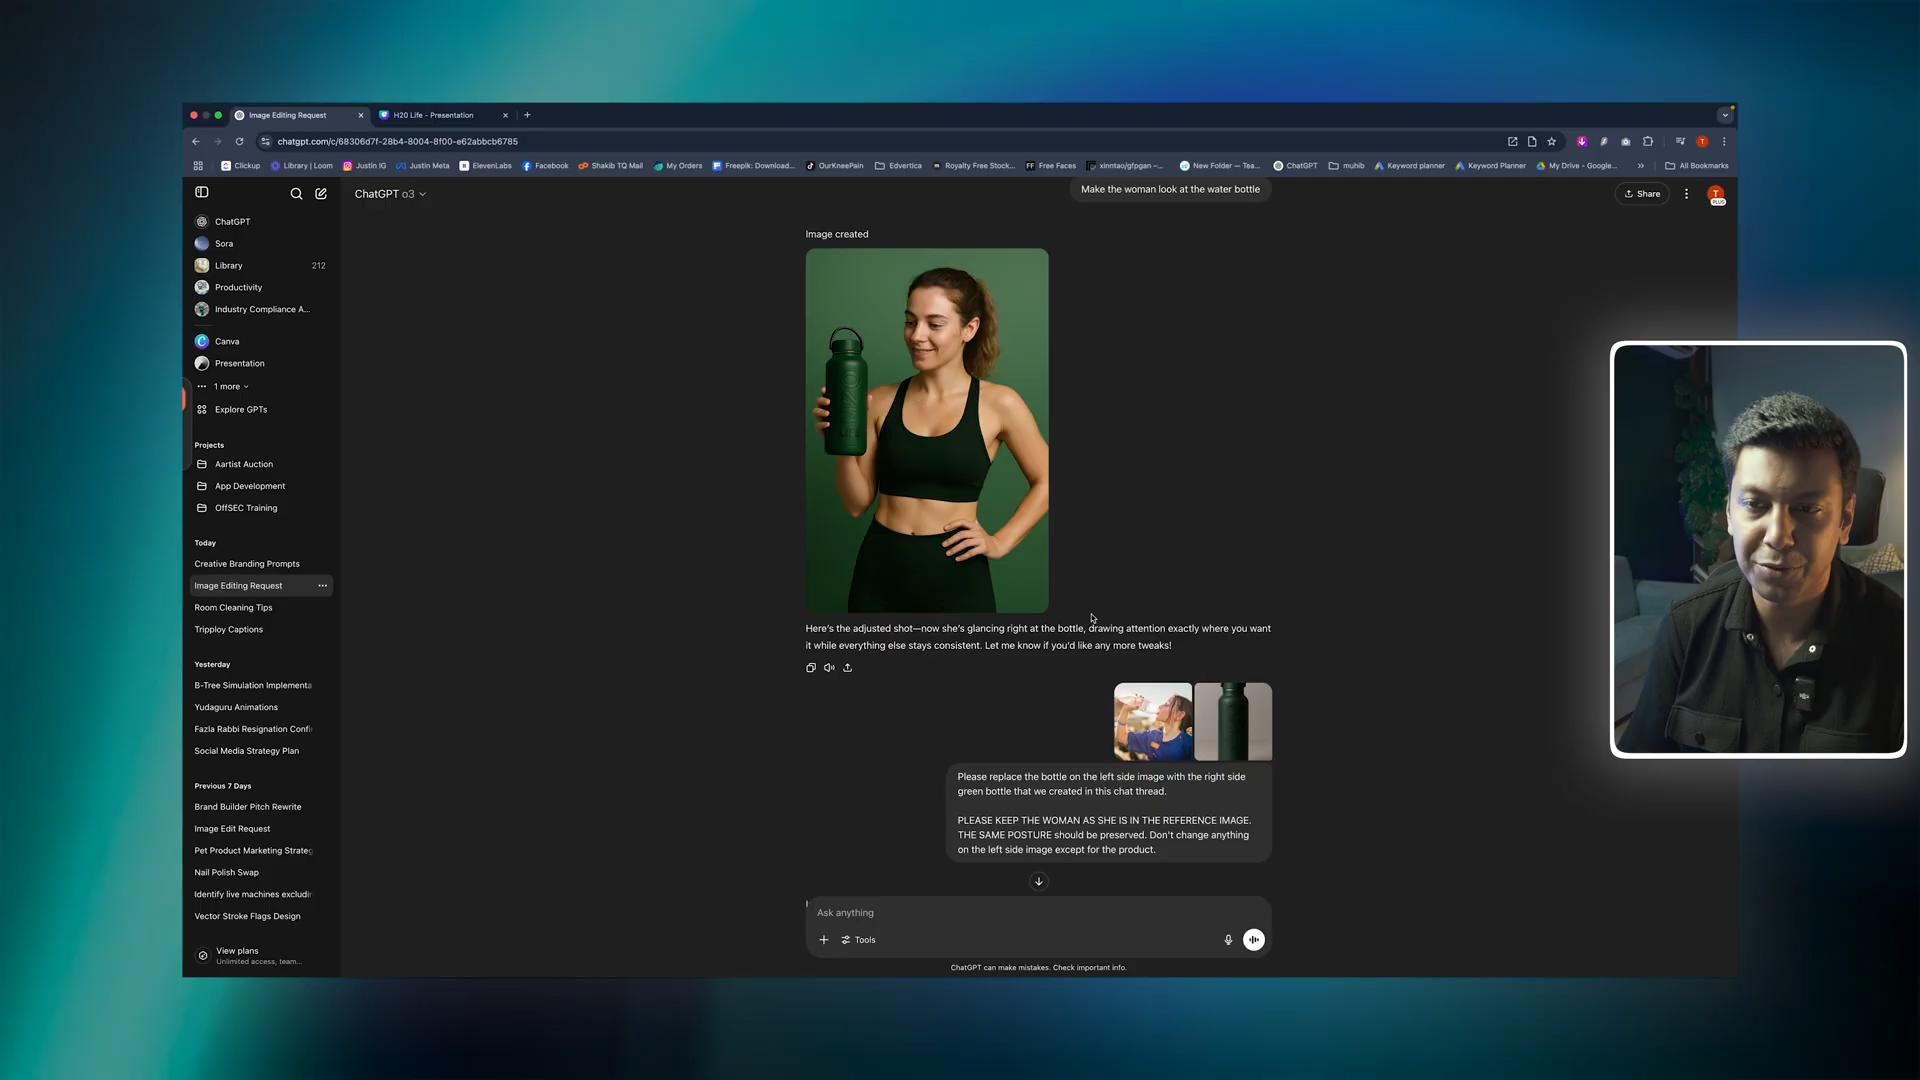 Image Editing Request
H20 Life - Presentation
chatgpt.com/c/68306d7f-28b4-8004-8f00-e62abbcb6785
Clickup
Library | Loom
Justin IG
Justin Meta
ElevenLabs
Facebook
Shakib TQ Mail
My Orders
Freepik: Download...
OurKneePain
Edvertica
Royalty Free Stock...
Free Faces
xinntao/gfpgan –...
New Folder — Tea...
ChatGPT
muhib
Keyword planner
Keyword Planner
My Drive - Google...
All Bookmarks
ChatGPT o3
Make the woman look at the water bottle
Share
T
PLUS
ChatGPT
Sora
Library 212
Productivity
Industry Compliance A...
Canva
Presentation
1 more
Explore GPTs
Projects
Aartist Auction
App Development
OffSEC Training
Today
Creative Branding Prompts
Image Editing Request
Room Cleaning Tips
Tripploy Captions
Yesterday
B-Tree Simulation Implementa
Yudaguru Animations
Fazla Rabbi Resignation Confi
Social Media Strategy Plan
Previous 7 Days
Brand Builder Pitch Rewrite
Image Edit Request
Pet Product Marketing Strateg
Nail Polish Swap
Identify live machines excludin
Vector Stroke Flags Design
View plans
Unlimited access, team...
Image created
Here's the adjusted shot—now she's glancing right at the bottle, drawing attention exactly where you want
it while everything else stays consistent. Let me know if you'd like any more tweaks!
Please replace the bottle on the left side image with the right side
green bottle that we created in this chat thread.
PLEASE KEEP THE WOMAN AS SHE IS IN THE REFERENCE IMAGE.
THE SAME POSTURE should be preserved. Don't change anything
on the left side image except for the product.
Ask anything
Tools
ChatGPT can make mistakes. Check important info.